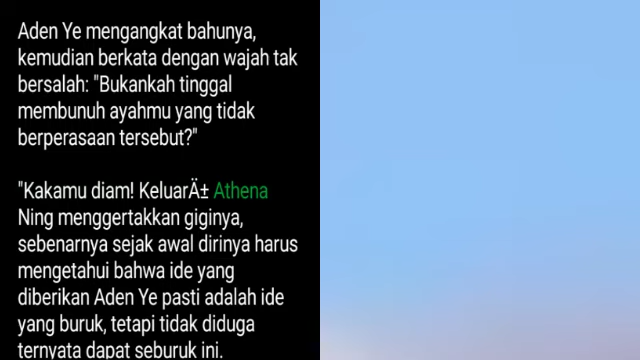 Aden Ye mengangkat bahunya,
kemudian berkata dengan wajah tak
bersalah: "Bukankah tinggal
membunuh ayahmu yang tidak
berperasaan tersebut?"
"Kakamu diam! KeluarÄ± Athena
Ning menggertakkan giginya,
sebenarnya sejak awal dirinya harus
mengetahui bahwa ide yang
diberikan Aden Ye pasti adalah ide
yang buruk, tetapi tidak diduga
ternyata dapat seburuk ini.